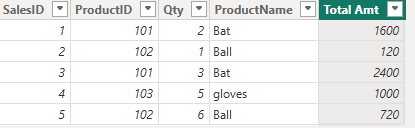 SalesID ProductID Qty ProductName Total Amt
1 101 2 Bat 1600
2 102 1 Ball 120
3 101 3 Bat 2400
4 103 5 gloves 1000
5 102 6 Ball 720